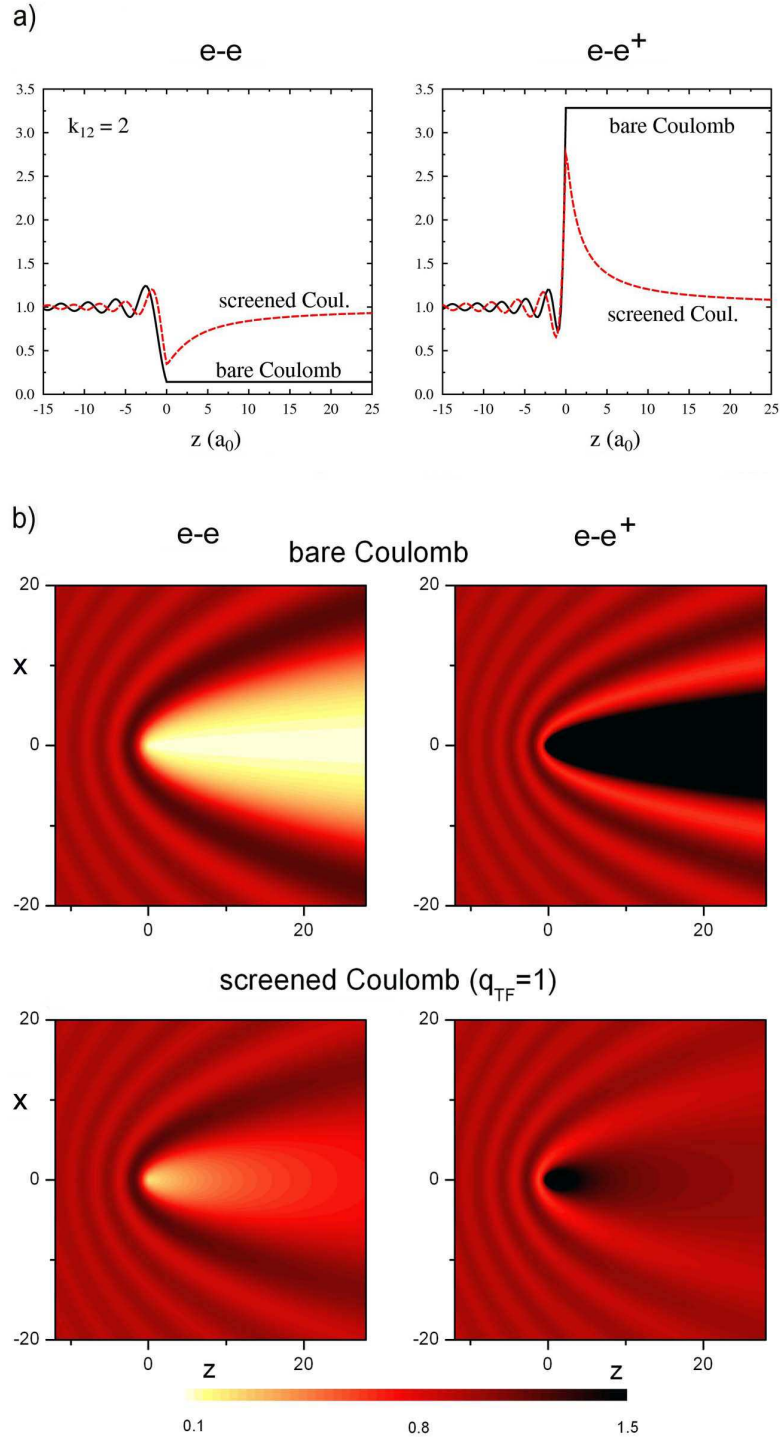 a)
e-e
e-e+
3.5
3.0
2.5
2.0
1.5
1.0
0.5
0.0
k12 = 2
screened Coul.
bare Coulomb
-15 -10 -5 0 5 10 15 20 25
z (a0)
3.5
3.0
2.5
2.0
1.5
1.0
0.5
0.0
bare Coulomb
screened Coul.
-15 -10 -5 0 5 10 15 20 25
z (a0)
b)
e-e
e-e+
bare Coulomb
20
x
0
-20
0 20
20
0
-20
0 20
screened Coulomb (qTF=1)
20
x
0
-20
0 20
z
20
0
-20
0 20
z
0.1 0.8 1.5